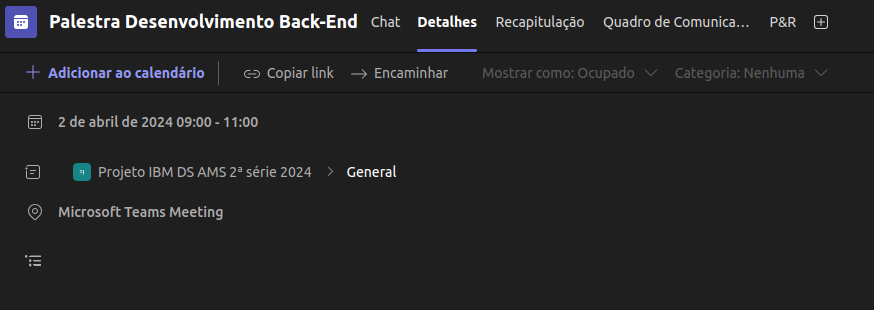 Palestra Desenvolvimento Back-End Chat Detalhes Recapitulação Quadro de Comunica... P&R
Adicionar ao calendário Copiar link Encaminhar Mostrar como: Ocupado Categoria: Nenhuma
2 de abril de 2024 09:00 - 11:00
Projeto IBM DS AMS 2ª série 2024 > General
Microsoft Teams Meeting